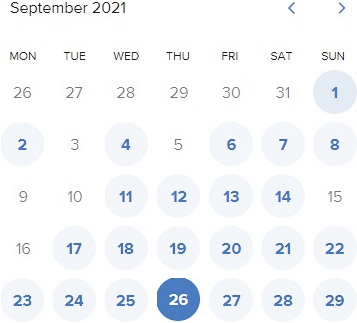 September 2021
MON TUE WED THU FRI SAT SUN
26 27 28 29 30 31 1
2 3 4 5 6 7 8
9 10 11 12 13 14 15
16 17 18 19 20 21 22
23 24 25 26 27 28 29